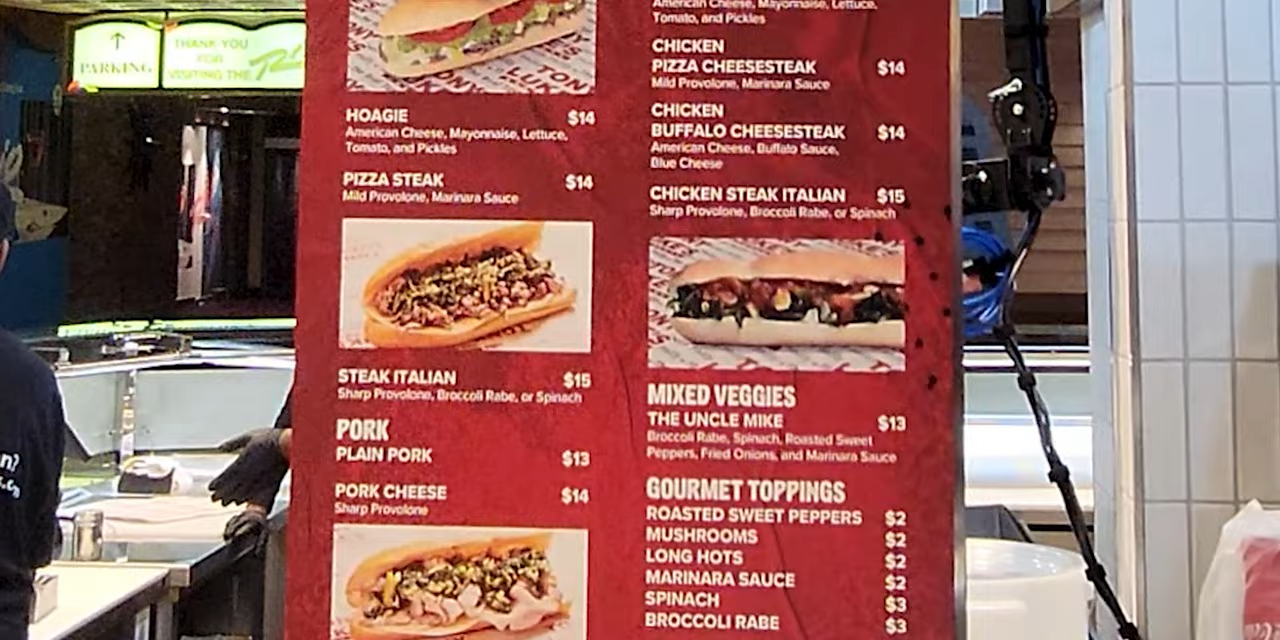 PARKING
THANK YOU
FOR
VISITING THE
HOAGIE $14
American Cheese, Mayonnaise, Lettuce,
Tomato, and Pickles
PIZZA STEAK $14
Mild Provolone, Marinara Sauce
STEAK ITALIAN $15
Sharp Provolone, Broccoli Rabe, or Spinach
PORK
PLAIN PORK $13
PORK CHEESE $14
Sharp Provolone
American Cheese, Mayonnaise, Lettuce,
Tomato, and Pickles
CHICKEN
PIZZA CHEESESTEAK $14
Mild Provolone, Marinara Sauce
CHICKEN
BUFFALO CHEESESTEAK $14
American Cheese, Buffalo Sauce,
Blue Cheese
CHICKEN STEAK ITALIAN $15
Sharp Provolone, Broccoli Rabe, or Spinach
MIXED VEGGIES
THE UNCLE MIKE $13
Broccoli Rabe, Spinach, Roasted Sweet
Peppers, Fried Onions, and Marinara Sauce
GOURMET TOPPINGS
ROASTED SWEET PEPPERS $2
MUSHROOMS $2
LONG HOTS $2
MARINARA SAUCE $2
SPINACH $3
BROCCOLI RABE $3